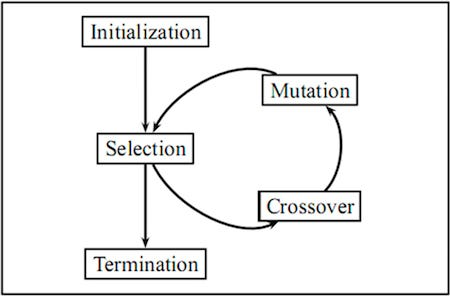 Initialization
Mutation
Selection
Crossover
Termination